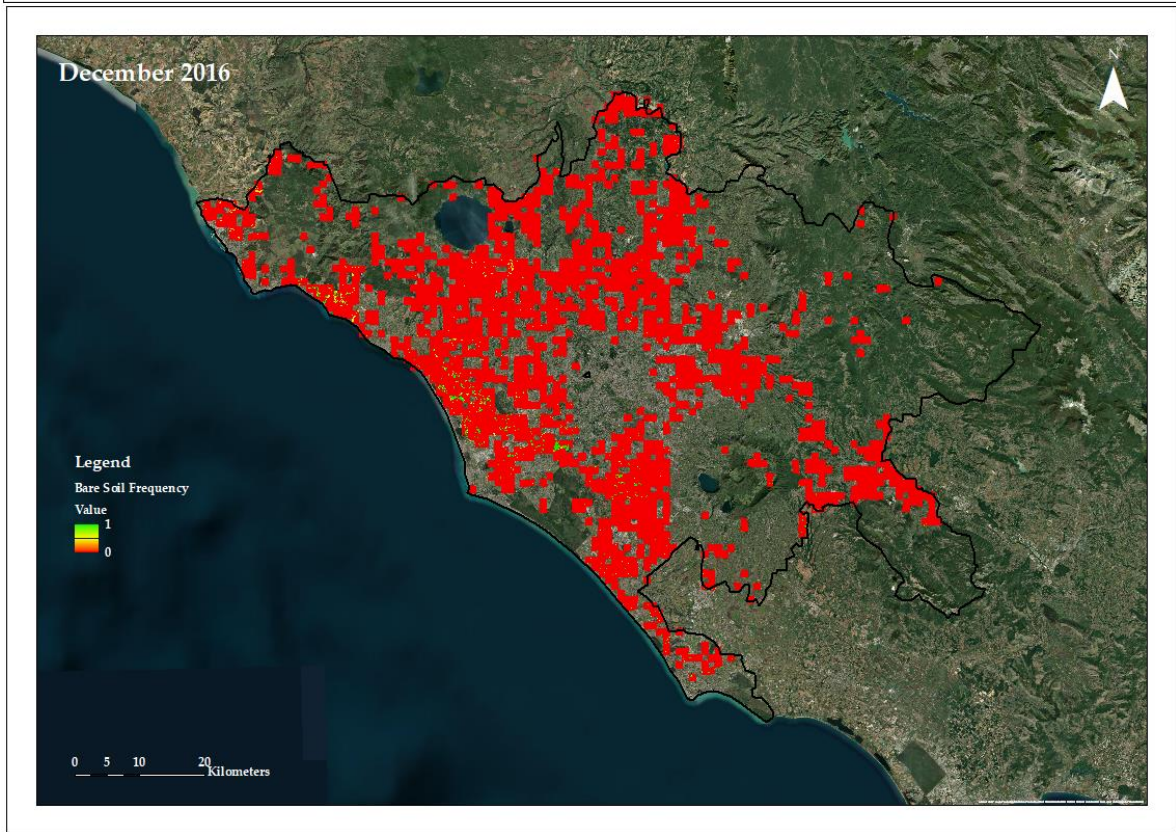 December 2016
N
Legend
Bare Soil Frequency
Value
1
0
0 5 10 20
Kilometers